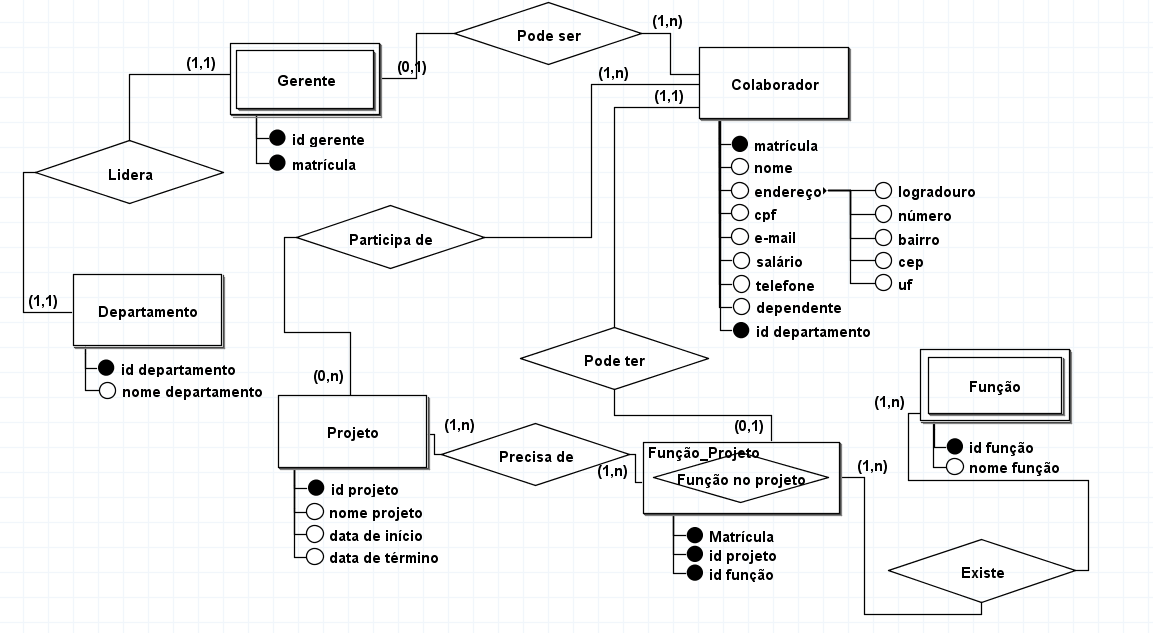 (1,n)
Pode ser
(1,1)
(0,1)
(1,n)
Gerente
Colaborador
(1,1)
id gerente
matrícula
Lidera
matrícula
nome
endereço
cpf
e-mail
salário
telefone
dependente
id departamento
logradouro
número
bairro
cep
uf
Participa de
(1,1)
Departamento
id departamento
nome departamento
Pode ter
(0,n)
(0,1)
Projeto
(1,n)
Precisa de
(1,n)
id projeto
nome projeto
data de início
data de término
Função_Projeto
Função no projeto
(1,n)
Matrícula
id projeto
id função
(1,n)
Função
id função
nome função
Existe